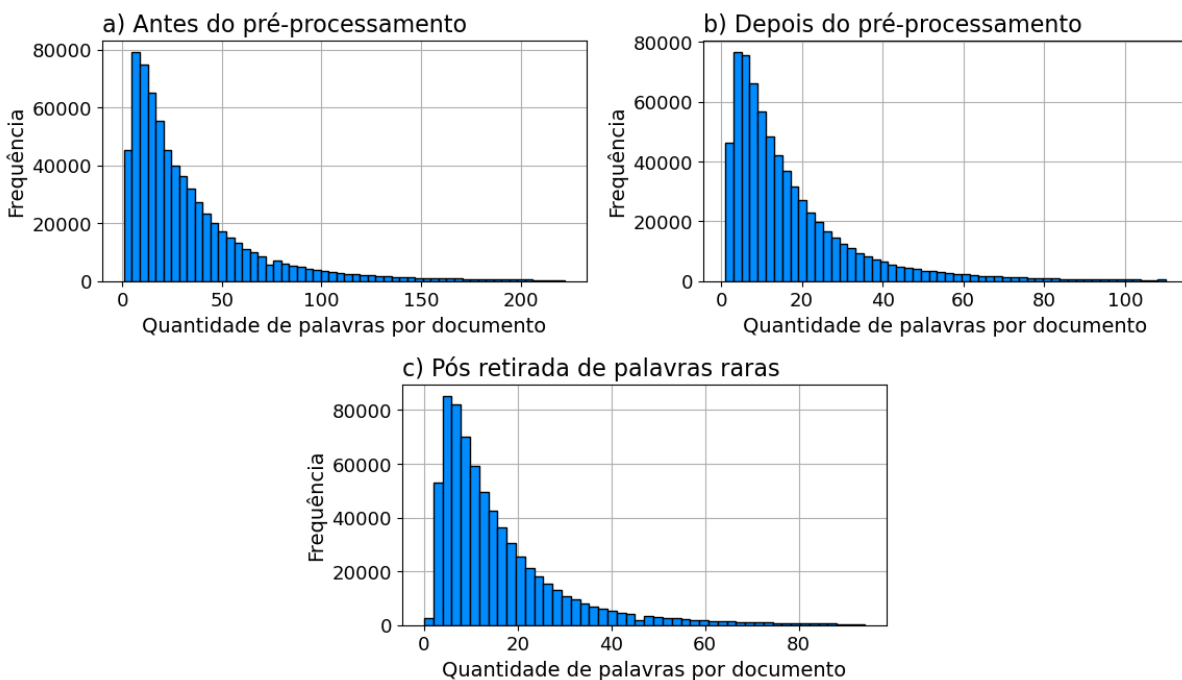 a) Antes do pré-processamento
80000
60000
40000
20000
0
Frequência
0 50 100 150 200
Quantidade de palavras por documento
b) Depois do pré-processamento
80000
60000
40000
20000
0
Frequência
0 20 40 60 80 100
Quantidade de palavras por documento
c) Pós retirada de palavras raras
80000
60000
40000
20000
0
Frequência
0 20 40 60 80
Quantidade de palavras por documento